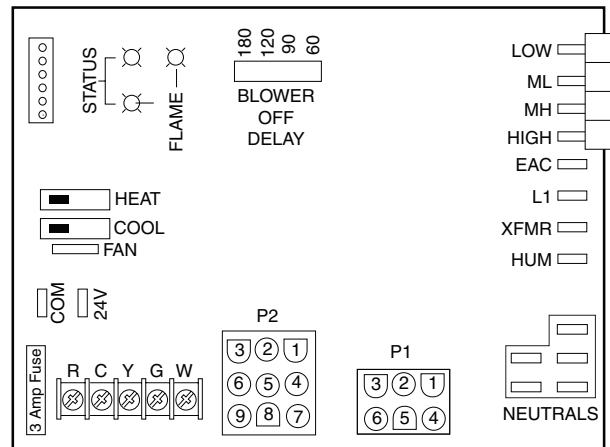 STATUS
FLAME
180
120
90
60
BLOWER
OFF
DELAY
LOW
ML
MH
HIGH
EAC
L1
XFMR
HUM
HEAT
COOL
FAN
COM
24V
3 Amp Fuse
R C Y G W
P2
3 2 1
6 5 4
9 8 7
P1
3 2 1
6 5 4
NEUTRALS